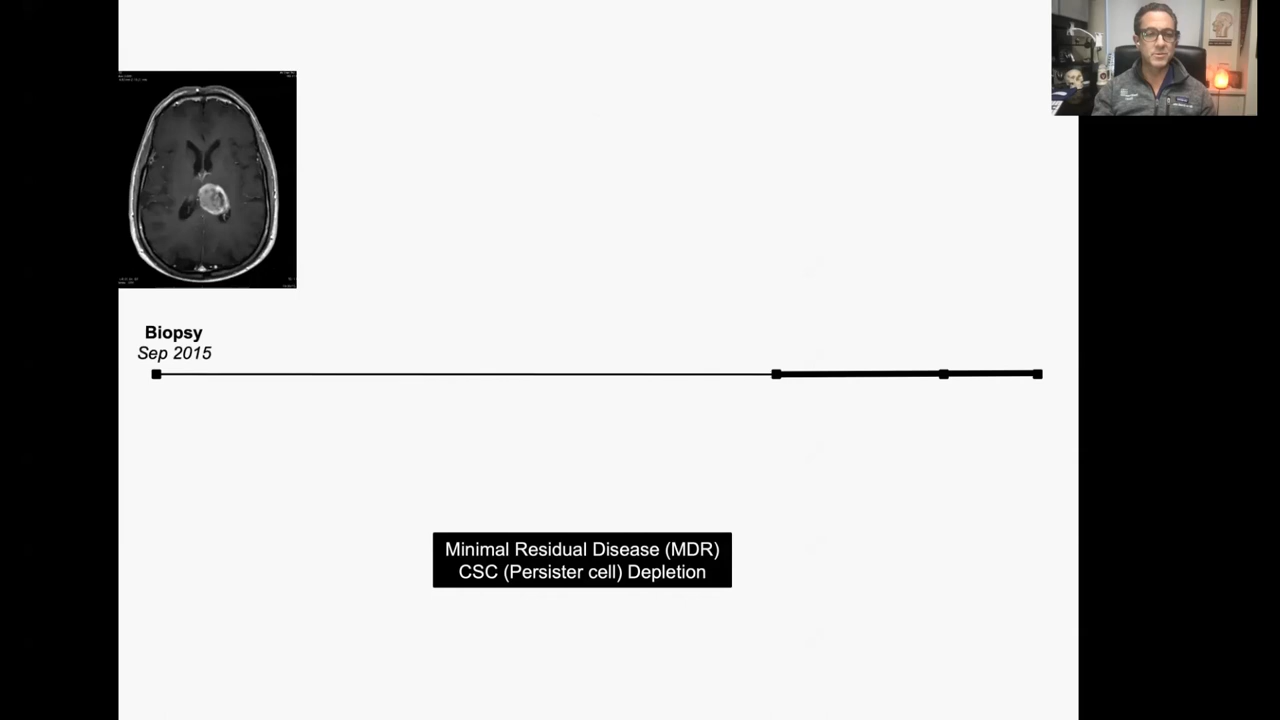 Biopsy
Sep 2015
Minimal Residual Disease (MDR)
CSC (Persister cell) Depletion